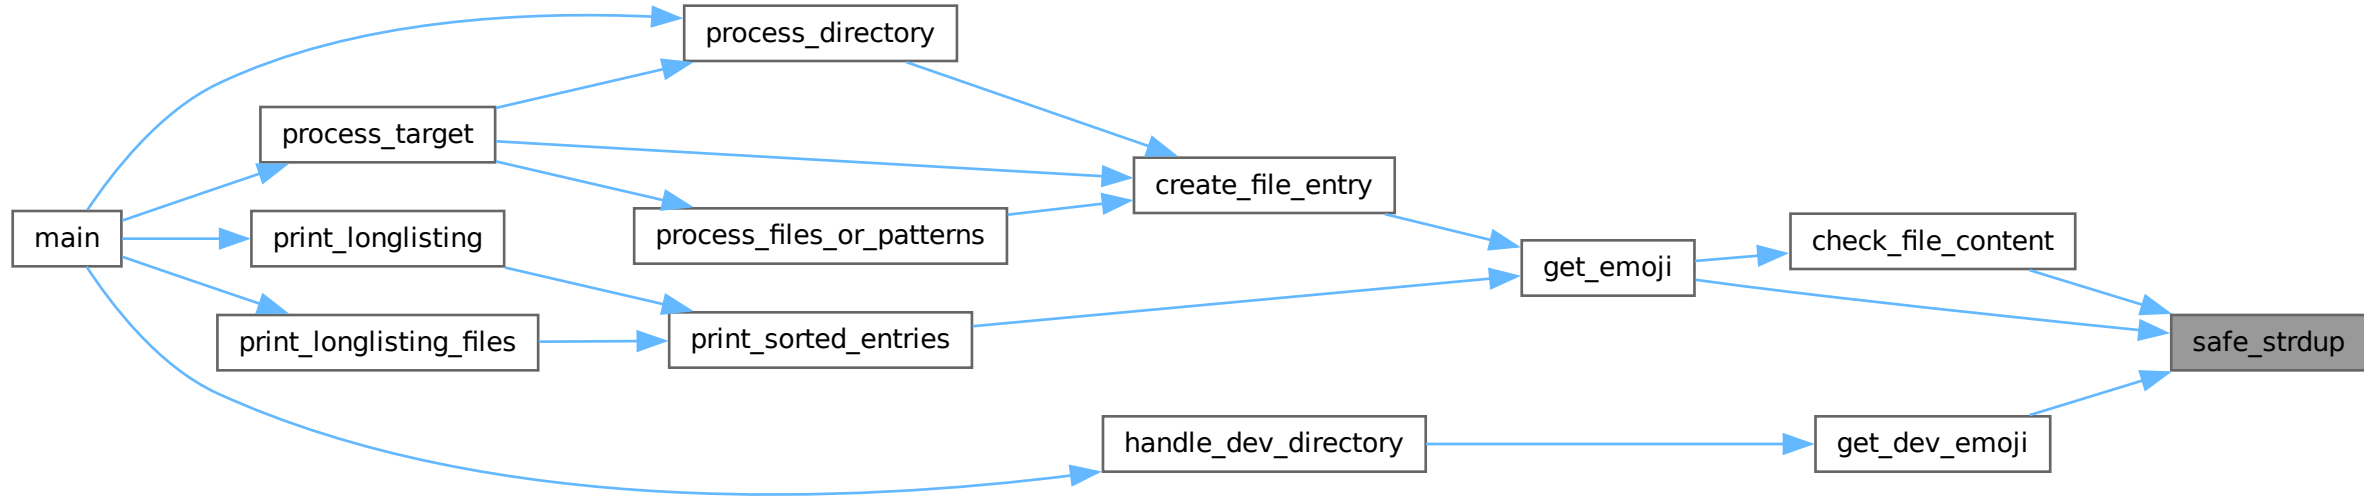 process_directory
process_target
create_file_entry
main
print_longlisting
process_files_or_patterns
check_file_content
get_emoji
print_longlisting_files
print_sorted_entries
safe_strdup
handle_dev_directory
get_dev_emoji